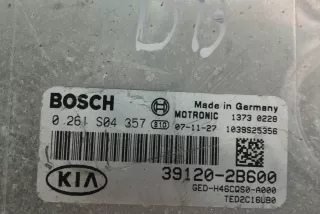 BOSCH
Made in Germany
MOTRONIC 1373 0228
0 261 S04 357 810 07-11-27 1039S25356
KIA
39120-2B600
GED-H46CQS0-A000
TED2C16UB0